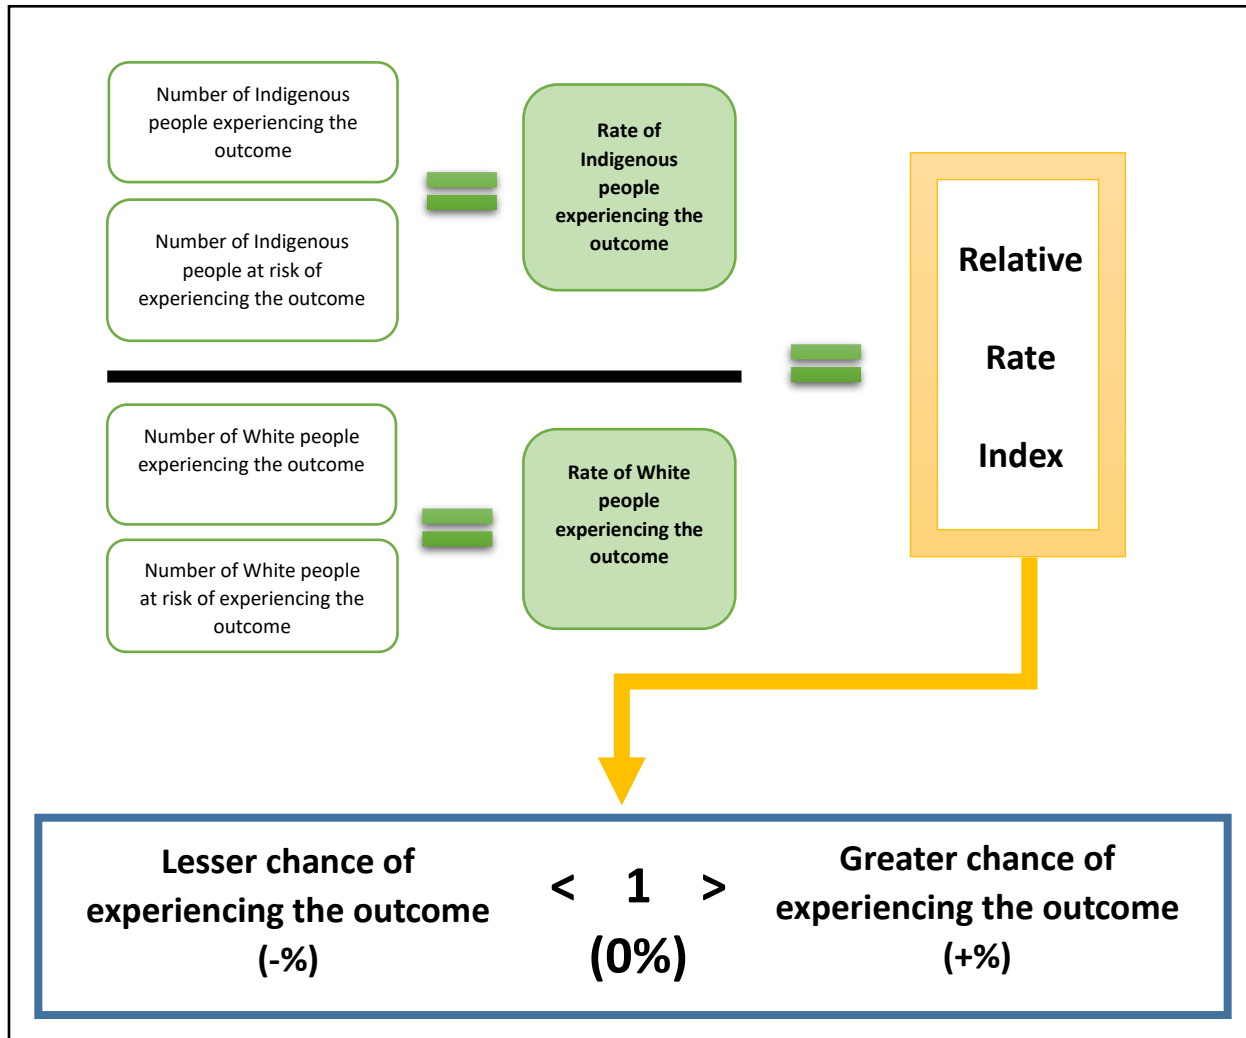 Number of Indigenous
people experiencing the
outcome
Number of Indigenous
people at risk of
experiencing the outcome
Rate of
Indigenous
people
experiencing the
outcome
Number of White people
experiencing the outcome
Number of White people
at risk of experiencing the
outcome
Rate of White
people
experiencing the
outcome
Relative
Rate
Index
Lesser chance of
experiencing the outcome
(-%)
< 1 >
(0%)
Greater chance of
experiencing the outcome
(+%)